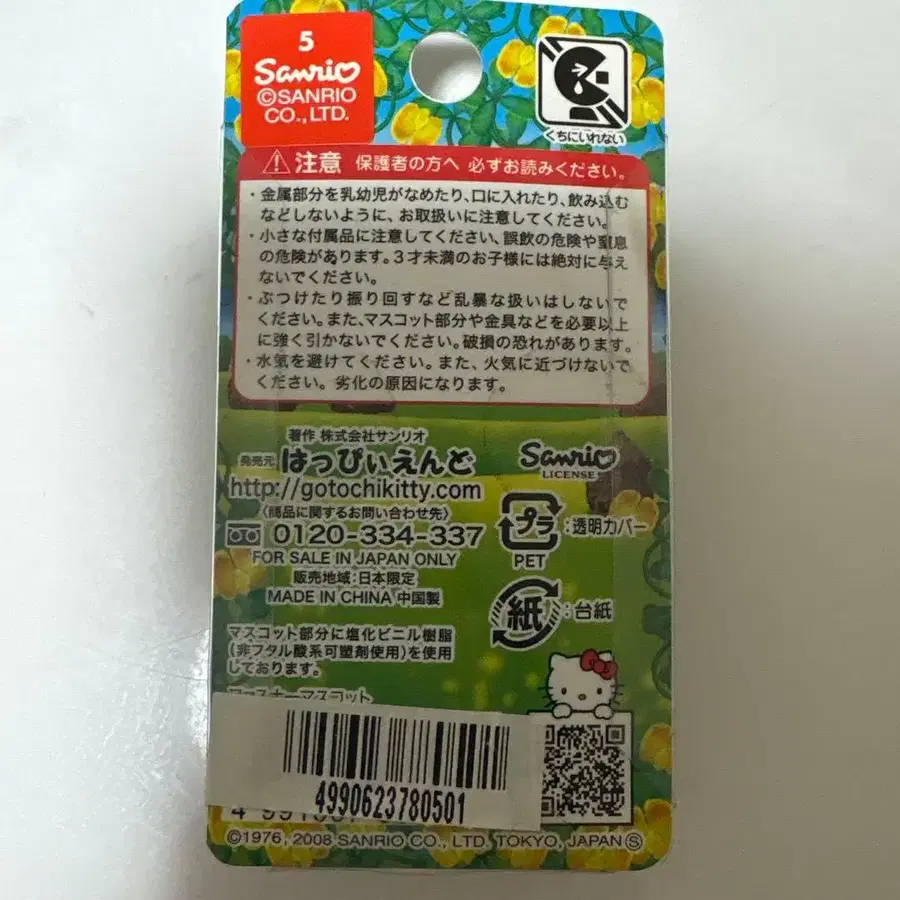 5
Sanrio
©SANRIO
CO., LTD.
くちにいれない
注意 保護者の方へ 必ずお読みください。
・金属部分を乳幼児がなめたり、口に入れたり、飲み込む
などしないように、お取扱いに注意してください。
・小さな付属品に注意してください、誤飲の危険や窒息
の危険があります。3才未満のお子様には絶対に与え
ないでください。
・ぶつけたり振り回すなど乱暴な扱いはしないで
ください。また、マスコット部分や金具などを必要以上
に強く引かないでください。破損の恐れがあります。
・水気を避けてください。また、火気に近づけないで
ください。劣化の原因になります。
著作 株式会社サンリオ
発売元 はっぴぃえんど
http://gotochikitty.com
〈商品に関するお問い合わせ先〉
0120-334-337
FOR SALE IN JAPAN ONLY
販売地域:日本限定
MADE IN CHINA 中国製
Sanrio
LICENSE
プラ :透明カバー
PET
紙 :台紙
マスコット部分に塩化ビニル樹脂
(非フタル酸系可塑剤使用)を使用
しております。
ファスナーマスコット
4990623780501
©1976, 2008 SANRIO CO., LTD. TOKYO, JAPAN Ⓢ